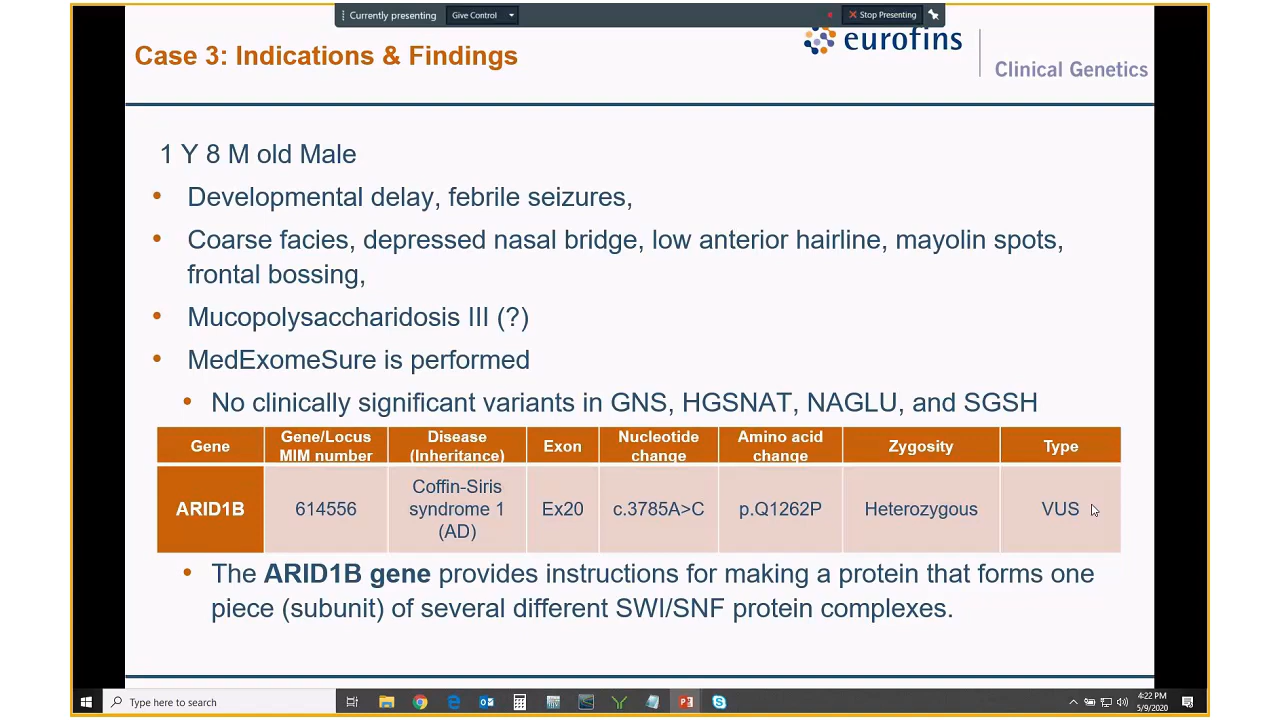 Currently presenting Give Control Stop Presenting
Case 3: Indications & Findings
eurofins
Clinical Genetics
1 Y 8 M old Male
• Developmental delay, febrile seizures,
• Coarse facies, depressed nasal bridge, low anterior hairline, mayolin spots,
frontal bossing,
• Mucopolysaccharidosis III (?)
• MedExomeSure is performed
• No clinically significant variants in GNS, HGSNAT, NAGLU, and SGSH
Gene Gene/Locus MIM number Disease (Inheritance) Exon Nucleotide change Amino acid change Zygosity Type
ARID1B 614556 Coffin-Siris syndrome 1 (AD) Ex20 c.3785A>C p.Q1262P Heterozygous VUS
• The ARID1B gene provides instructions for making a protein that forms one
piece (subunit) of several different SWI/SNF protein complexes.
Type here to search
4:22 PM
5/9/2020